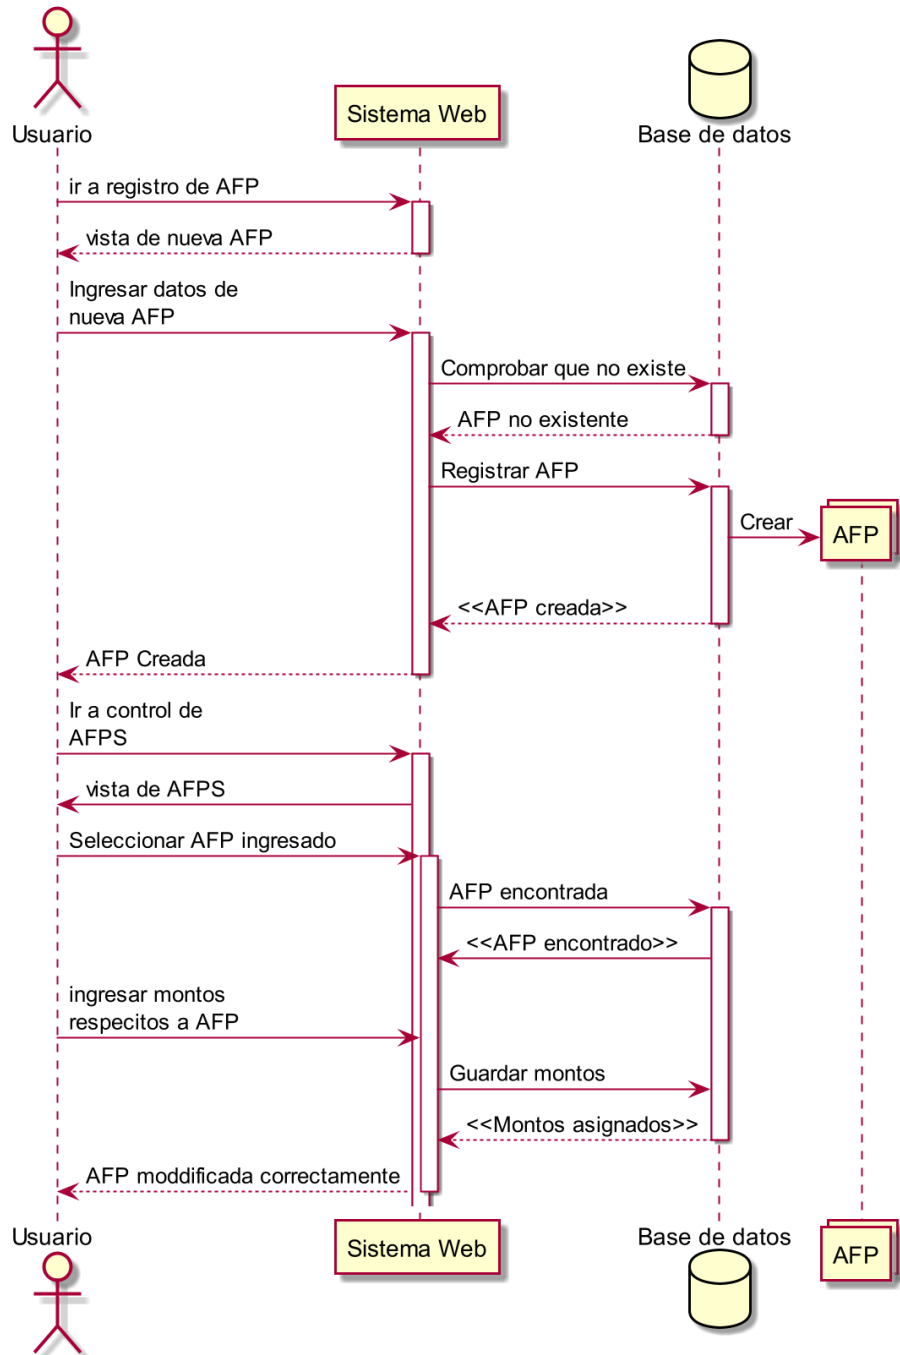 Usuario
Sistema Web
Base de datos
ir a registro de AFP
vista de nueva AFP
Ingresar datos de
nueva AFP
Comprobar que no existe
AFP no existente
Registrar AFP
Crear
AFP
<<AFP creada>>
AFP Creada
Ir a control de
AFPS
vista de AFPS
Seleccionar AFP ingresado
AFP encontrada
<<AFP encontrado>>
ingresar montos
respecitos a AFP
Guardar montos
<<Montos asignados>>
AFP moddificada correctamente
Usuario
Sistema Web
Base de datos
AFP